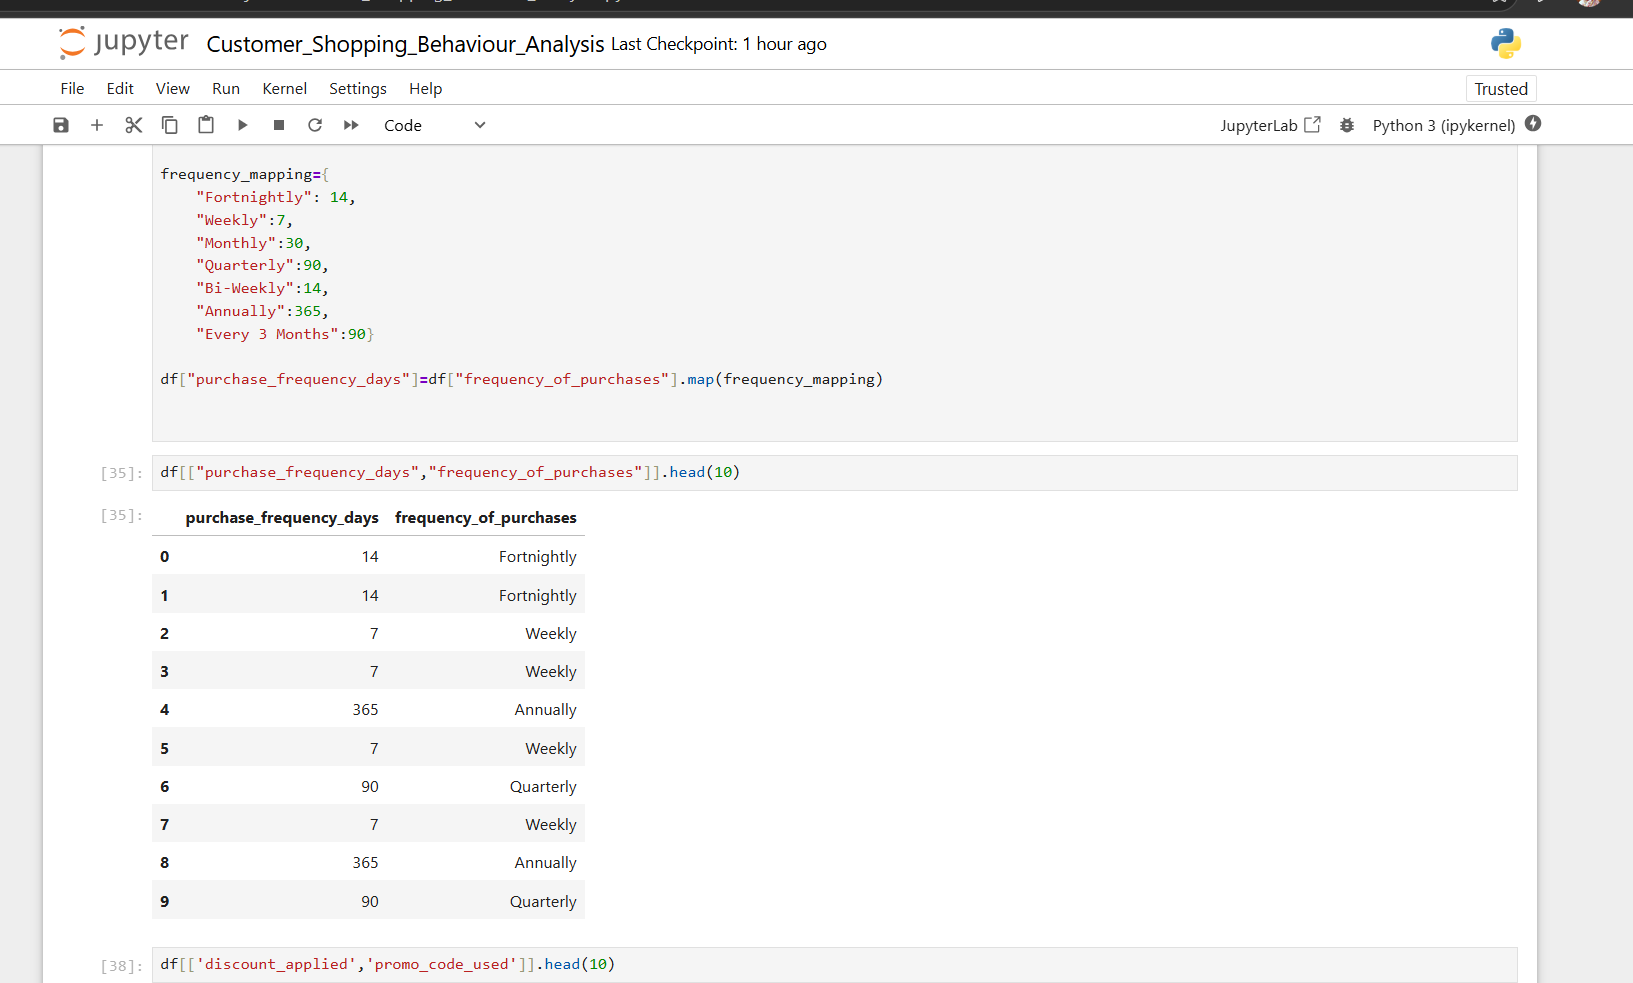 jupyter Customer_Shopping_Behaviour_Analysis Last Checkpoint: 1 hour ago
File Edit View Run Kernel Settings Help Trusted
Code JupyterLab Python 3 (ipykernel)
frequency_mapping={
"Fortnightly": 14,
"Weekly":7,
"Monthly":30,
"Quarterly":90,
"Bi-Weekly":14,
"Annually":365,
"Every 3 Months":90}
df["purchase_frequency_days"]=df["frequency_of_purchases"].map(frequency_mapping)
[35]: df[["purchase_frequency_days","frequency_of_purchases"]].head(10)
[35]: purchase_frequency_days frequency_of_purchases
0 14 Fortnightly
1 14 Fortnightly
2 7 Weekly
3 7 Weekly
4 365 Annually
5 7 Weekly
6 90 Quarterly
7 7 Weekly
8 365 Annually
9 90 Quarterly
[38]: df[['discount_applied','promo_code_used']].head(10)